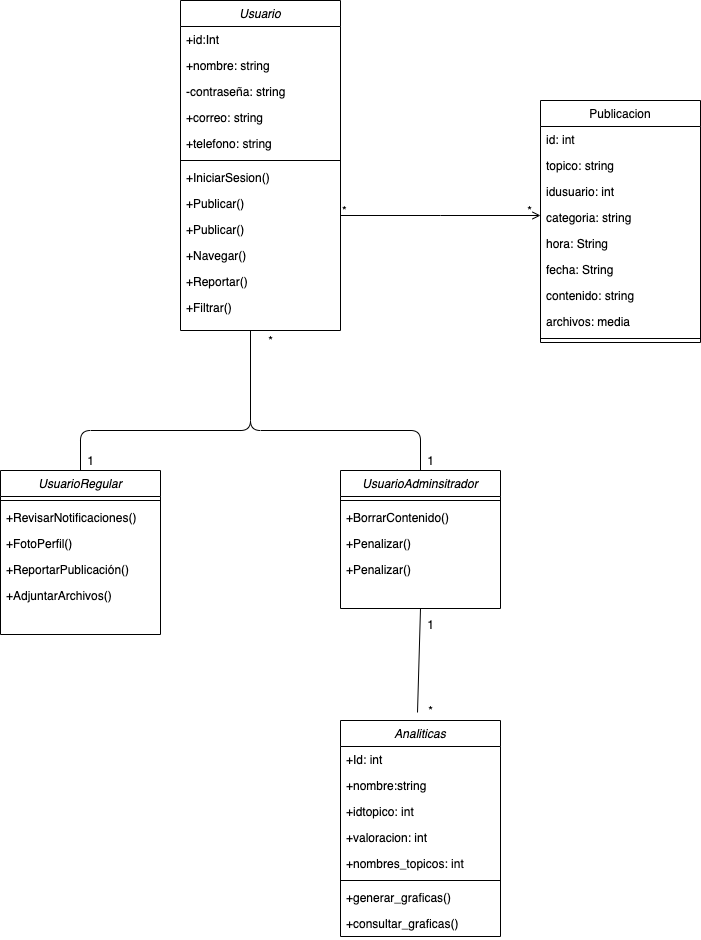 Usuario
+id:Int
+nombre: string
-contraseña: string
+correo: string
+telefono: string
+IniciarSesion()
+Publicar()
+Publicar()
+Navegar()
+Reportar()
+Filtrar()
*
*
Publicacion
id: int
topico: string
idusuario: int
categoria: string
hora: String
fecha: String
contenido: string
archivos: media
*
1
UsuarioRegular
+RevisarNotificaciones()
+FotoPerfil()
+ReportarPublicación()
+AdjuntarArchivos()
1
UsuarioAdminsitrador
+BorrarContenido()
+Penalizar()
+Penalizar()
1
*
Analiticas
+Id: int
+nombre:string
+idtopico: int
+valoracion: int
+nombres_topicos: int
+generar_graficas()
+consultar_graficas()